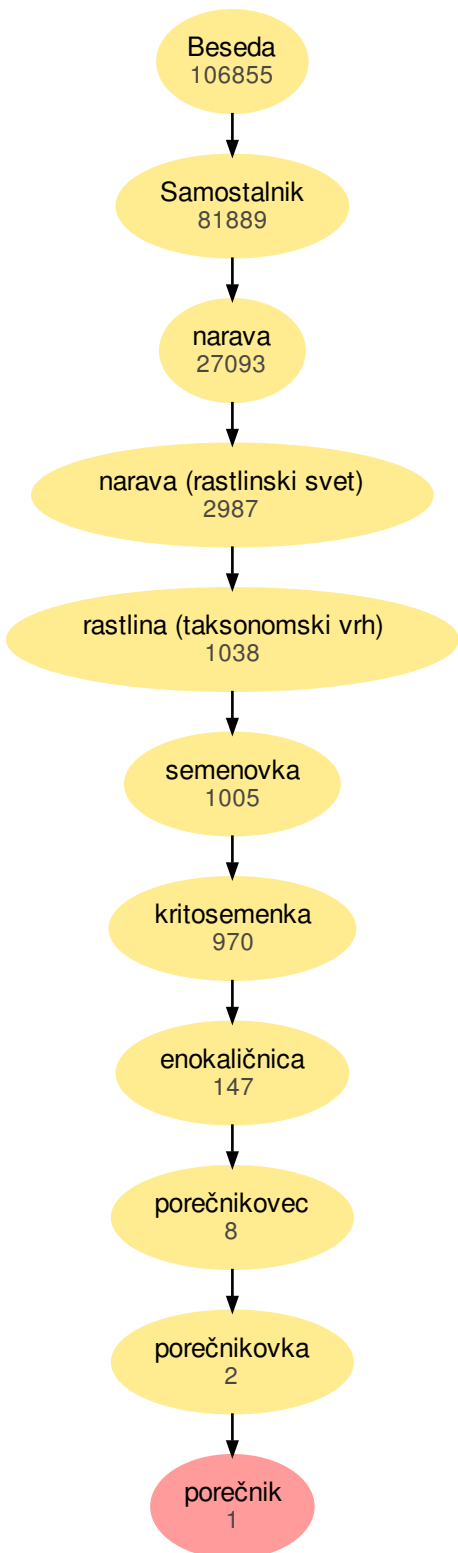 Beseda
106855
Samostalnik
81889
narava
27093
narava (rastlinski svet)
2987
rastlina (taksonomski vrh)
1038
semenovka
1005
kritosemenka
970
enokaličnica
147
porečnikovec
8
porečnikovka
2
porečnik
1